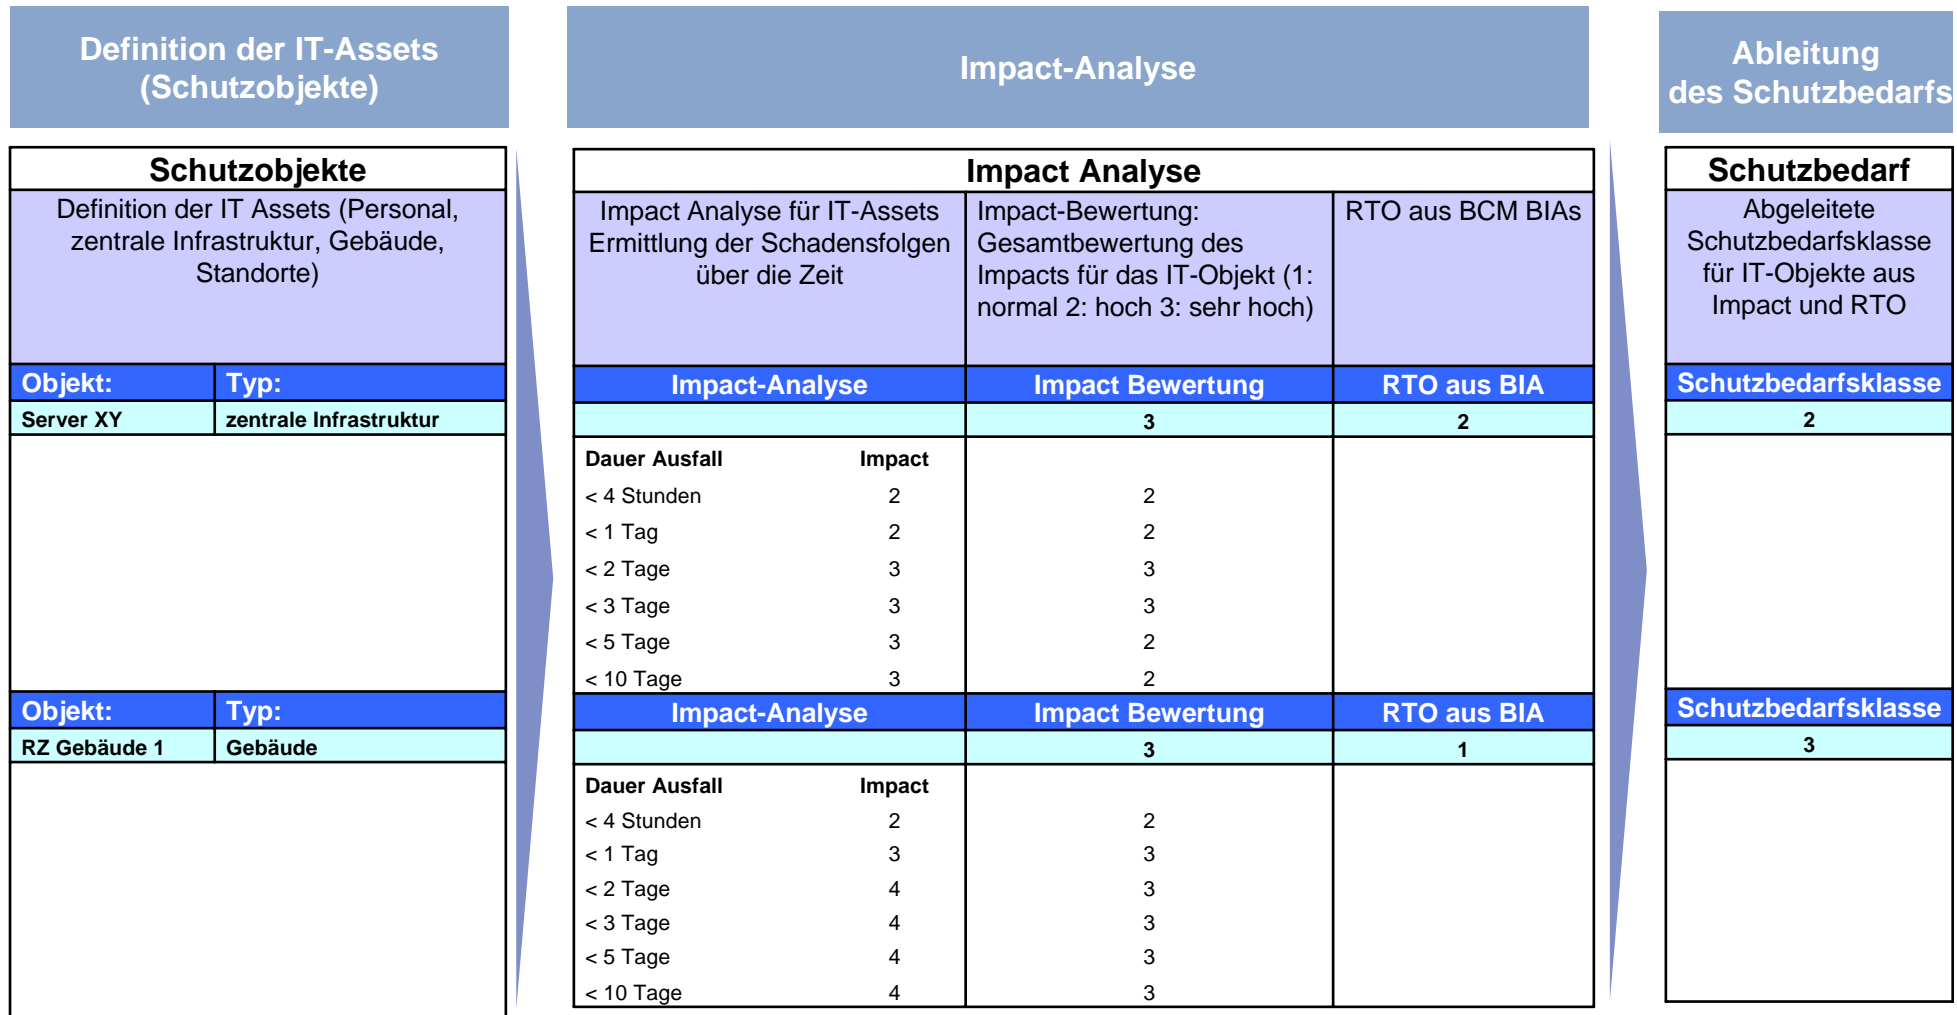 Definition der IT-Assets
(Schutzobjekte)
Impact-Analyse
Ableitung
des Schutzbedarfs
Schutzobjekte
Definition der IT Assets (Personal,
zentrale Infrastruktur, Gebäude,
Standorte)
Objekt: Typ:
Server XY zentrale Infrastruktur
Objekt: Typ:
RZ Gebäude 1 Gebäude
Impact Analyse
Impact Analyse für IT-Assets
Ermittlung der Schadensfolgen
über die Zeit
Impact-Bewertung:
Gesamtbewertung des
Impacts für das IT-Objekt (1:
normal 2: hoch 3: sehr hoch)
RTO aus BCM BIAs
Impact-Analyse Impact Bewertung RTO aus BIA
3 2
Dauer Ausfall Impact
< 4 Stunden 2 2
< 1 Tag 2 2
< 2 Tage 3 3
< 3 Tage 3 3
< 5 Tage 3 2
< 10 Tage 3 2
Impact-Analyse Impact Bewertung RTO aus BIA
3 1
Dauer Ausfall Impact
< 4 Stunden 2 2
< 1 Tag 3 3
< 2 Tage 4 3
< 3 Tage 4 3
< 5 Tage 4 3
< 10 Tage 4 3
Schutzbedarf
Abgeleitete
Schutzbedarfsklasse
für IT-Objekte aus
Impact und RTO
Schutzbedarfsklasse
2
Schutzbedarfsklasse
3